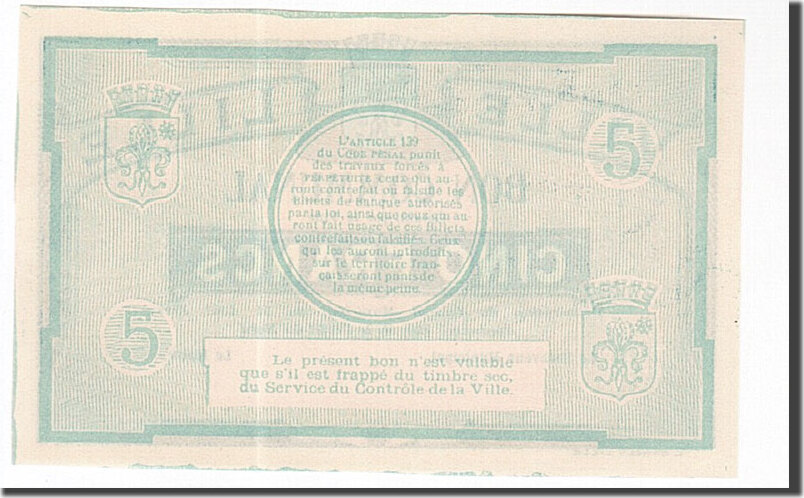 5
L'ARTICLE 139
du CODE PENAL punit
des travaux forcés à
PERPÉTUITÉ ceux qui au-
ront contrefait ou falsifié les
Billets de Banque autorisés
par la loi, ainsi que ceux qui au
ront fait usage de ces Billets
contrefaits ou falsifiés. Ceux
qui les auront introduits
sur le territoire fran-
çais seront punis de
la même peine.
5
Le présent bon n'est valable
que s'il est frappé du timbre sec,
du Service du Contrôle de la Ville.